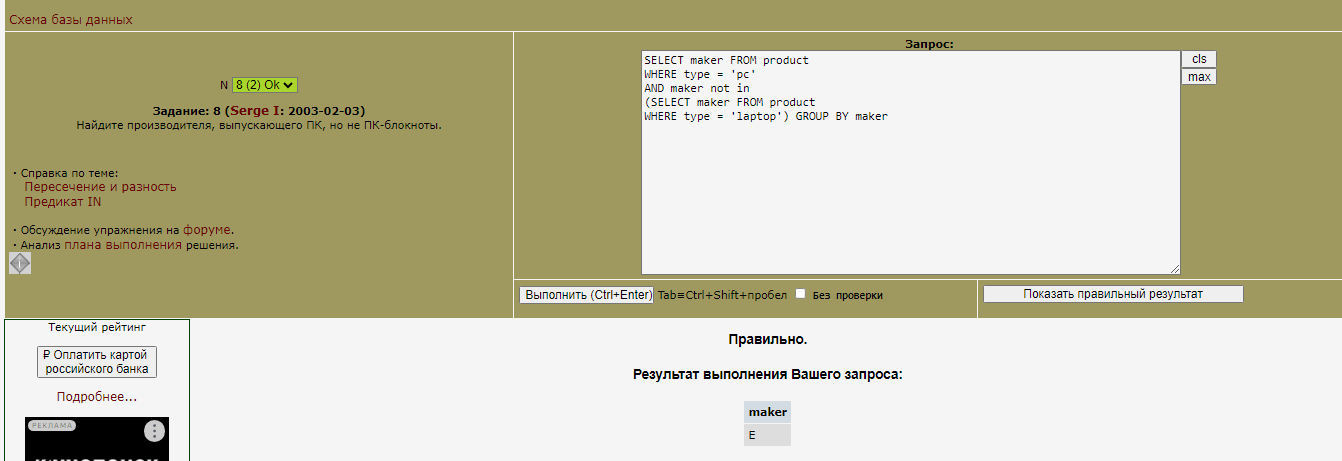 Схема базы данных
N 8 (2) Ok
Задание: 8 (Serge I: 2003-02-03)
Найдите производителя, выпускающего ПК, но не ПК-блокноты.
· Справка по теме:
Пересечение и разность
Предикат IN
· Обсуждение упражнения на форуме.
· Анализ плана выполнения решения.
Запрос:
SELECT maker FROM product
WHERE type = 'pc'
AND maker not in
(SELECT maker FROM product
WHERE type = 'laptop') GROUP BY maker
cls
max
Выполнить (Ctrl+Enter) Tab≡Ctrl+Shift+пробел Без проверки
Показать правильный результат
Текущий рейтинг
₽ Оплатить картой
российского банка
Подробнее...
РЕКЛАМА
Правильно.
Результат выполнения Вашего запроса:
maker
E